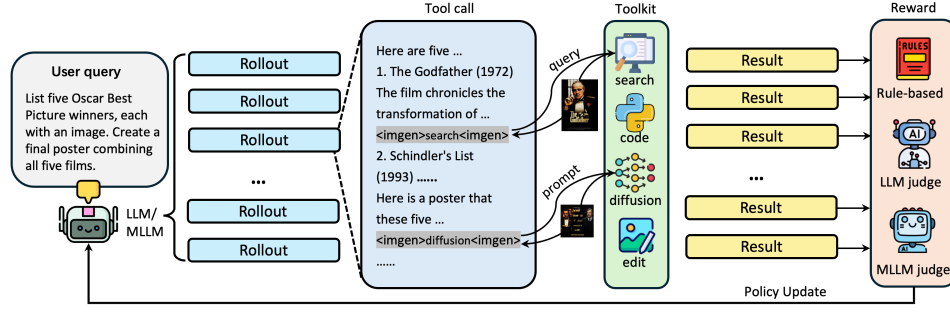 User query
List five Oscar Best
Picture winners, each
with an image. Create a
final poster combining
all five films.
LLM/
MLLM
Rollout
Rollout
Rollout
...
Rollout
Rollout
Tool call
Here are five ...
1. The Godfather (1972)
The film chronicles the
transformation of ...
<imgen>search<imgen>
2. Schindler's List
(1993) ......
Here is a poster that
these five ...
<imgen>diffusion<imgen>
......
query
prompt
Toolkit
search
code
diffusion
edit
Result
Result
Result
...
Result
Result
Reward
RULES
Rule-based
AI
LLM judge
AI
MLLM judge
Policy Update